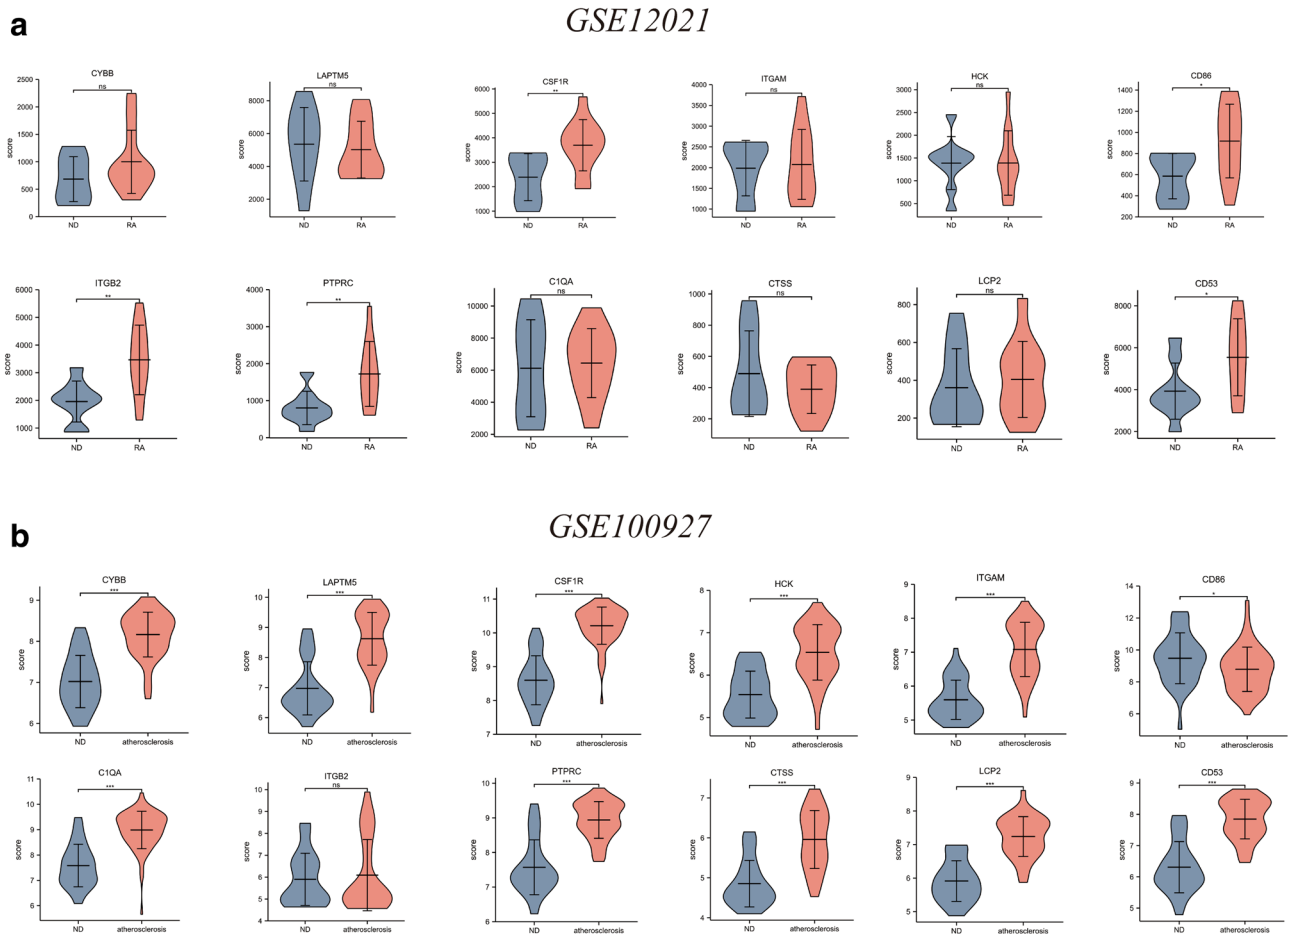 a
GSE12021
CYBB
ns
score
2500
2000
1500
1000
500
0
ND RA
LAPTM5
ns
score
8000
6000
4000
2000
ND RA
CSF1R
**
score
6000
5000
4000
3000
2000
1000
ND RA
ITGAM
ns
score
4000
3500
3000
2500
2000
1500
1000
ND RA
HCK
ns
score
3000
2500
2000
1500
1000
500
ND RA
CD86
*
score
1400
1200
1000
800
600
400
200
ND RA
ITGB2
**
score
6000
5000
4000
3000
2000
1000
ND RA
PTPRC
**
score
4000
3000
2000
1000
0
ND RA
C1QA
ns
score
10000
8000
6000
4000
2000
ND RA
CTSS
ns
score
1000
800
600
400
200
ND RA
LCP2
ns
score
800
600
400
200
ND RA
CD53
*
score
8000
6000
4000
2000
ND RA
b
GSE100927
CYBB
***
score
9
8
7
6
ND atherosclerosis
LAPTM5
***
score
10
9
8
7
6
ND atherosclerosis
CSF1R
***
score
11
10
9
8
7
ND atherosclerosis
HCK
***
score
8
7
6
5
ND atherosclerosis
ITGAM
***
score
9
8
7
6
5
ND atherosclerosis
CD86
*
score
14
12
10
8
6
ND atherosclerosis
C1QA
***
score
11
10
9
8
7
6
ND atherosclerosis
ITGB2
ns
score
10
9
8
7
6
5
4
ND atherosclerosis
PTPRC
***
score
10
9
8
7
6
ND atherosclerosis
CTSS
***
score
7
6
5
4
ND atherosclerosis
LCP2
***
score
9
8
7
6
5
ND atherosclerosis
CD53
***
score
9
8
7
6
5
ND atherosclerosis